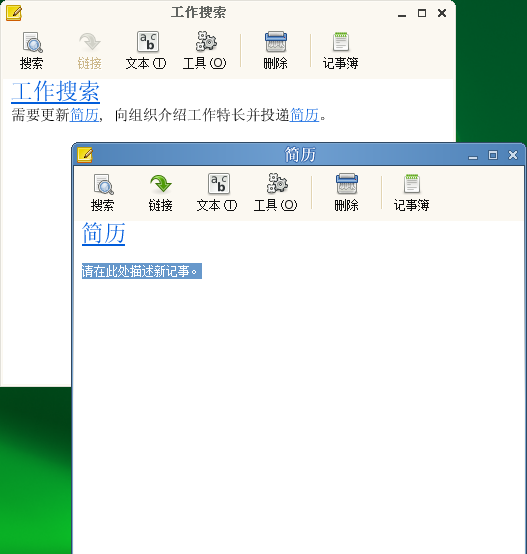 工作搜索
搜索 链接 文本(T) 工具(O) 删除 记事簿
工作搜索
需要更新简历，向组织介绍工作特长并投递简历。
简历
搜索 链接 文本(T) 工具(O) 删除 记事簿
简历
请在此处描述新记事。